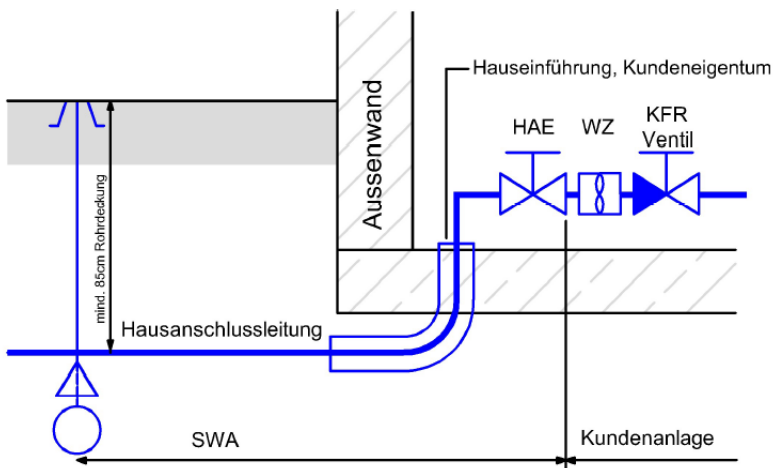 Hauseinführung, Kundeneigentum
HAE
WZ
KFR
Ventil
Aussenwand
mind. 85cm Rohrdeckung
Hausanschlussleitung
SWA
Kundenanlage